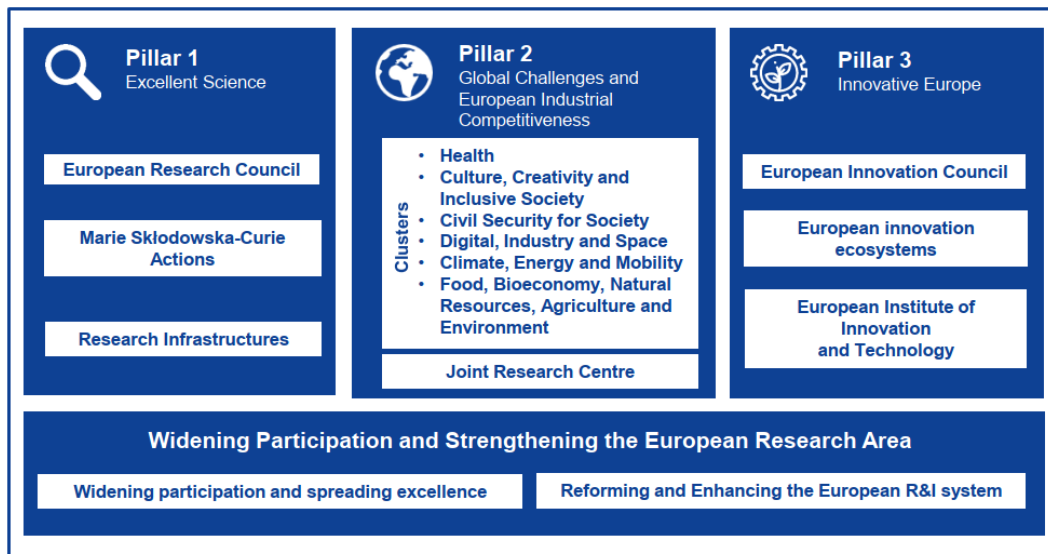 Pillar 1
Excellent Science
European Research Council
Marie Skłodowska-Curie
Actions
Research Infrastructures
Pillar 2
Global Challenges and
European Industrial
Competitiveness
Clusters
• Health
• Culture, Creativity and
Inclusive Society
• Civil Security for Society
• Digital, Industry and Space
• Climate, Energy and Mobility
• Food, Bioeconomy, Natural
Resources, Agriculture and
Environment
Joint Research Centre
Pillar 3
Innovative Europe
European Innovation Council
European innovation
ecosystems
European Institute of
Innovation
and Technology
Widening Participation and Strengthening the European Research Area
Widening participation and spreading excellence
Reforming and Enhancing the European R&I system